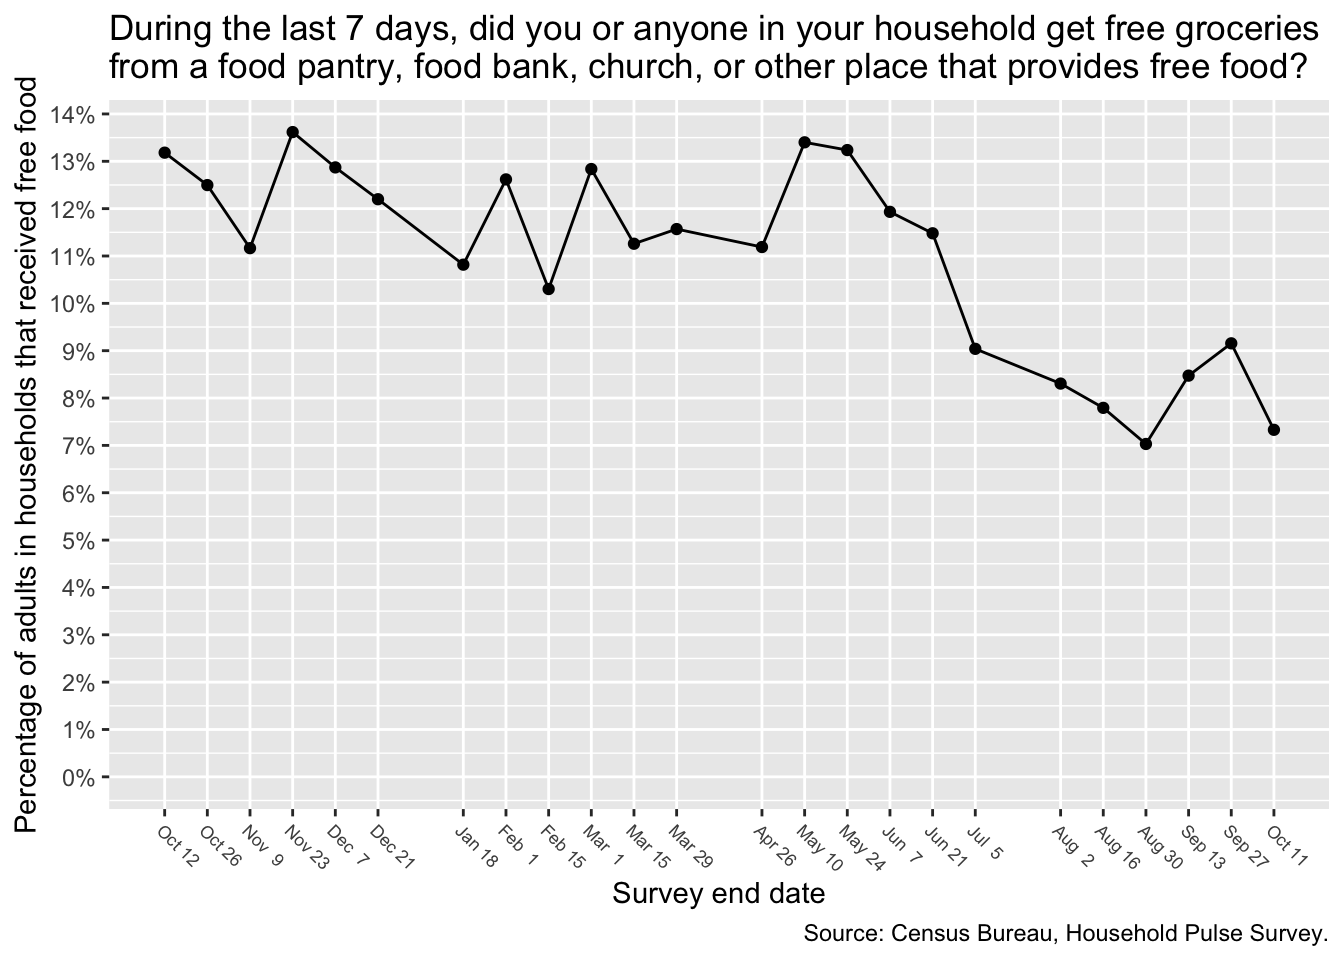 During the last 7 days, did you or anyone in your household get free groceries
from a food pantry, food bank, church, or other place that provides free food?
Percentage of adults in households that received free food
14%
13%
12%
11%
10%
9%
8%
7%
6%
5%
4%
3%
2%
1%
0%
Oct 12
Oct 26
Nov 9
Nov 23
Dec 7
Dec 21
Jan 18
Feb 1
Feb 15
Mar 1
Mar 15
Mar 29
Apr 26
May 10
May 24
Jun 7
Jun 21
Jul 5
Aug 2
Aug 16
Aug 30
Sep 13
Sep 27
Oct 11
Survey end date
Source: Census Bureau, Household Pulse Survey.